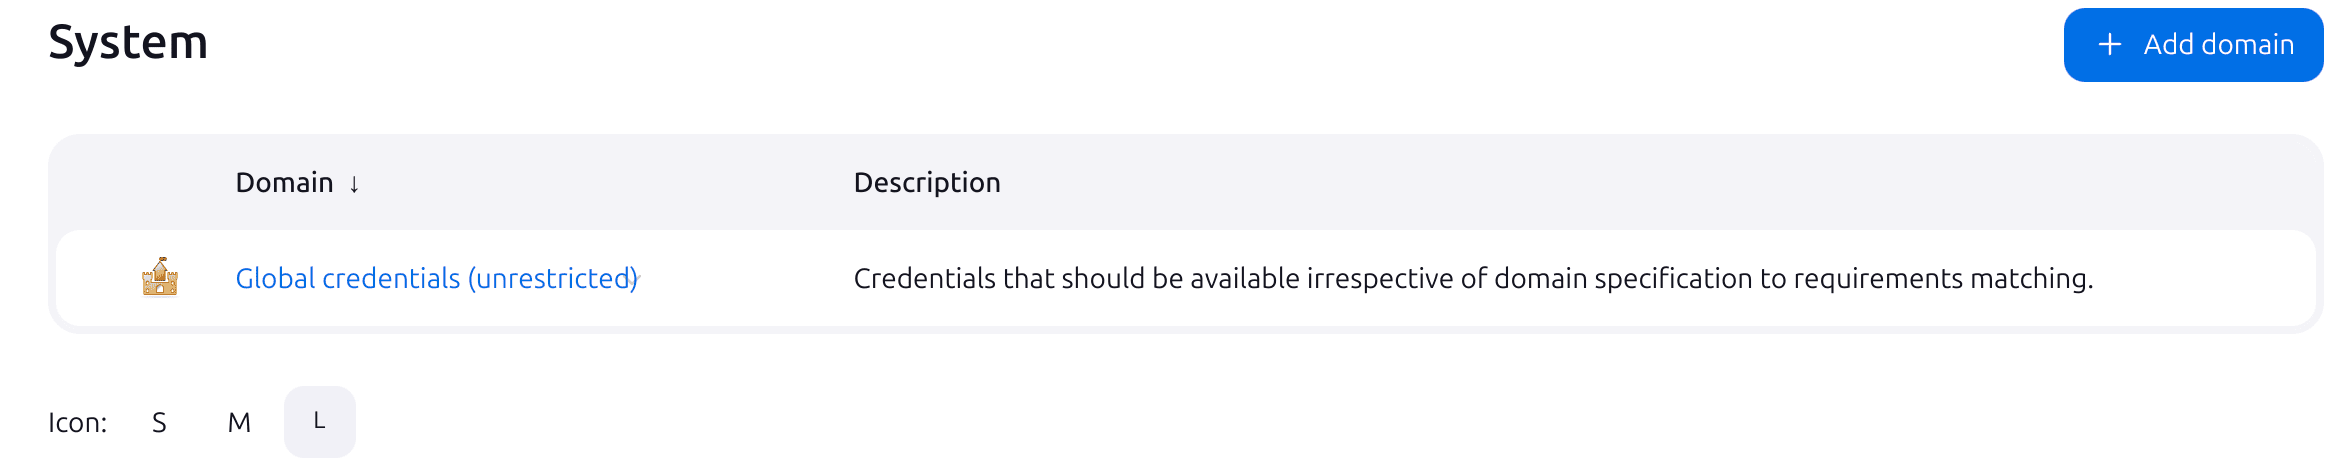 System
+ Add domain
Domain ↓ Description
Global credentials (unrestricted) Credentials that should be available irrespective of domain specification to requirements matching.
Icon: S M L